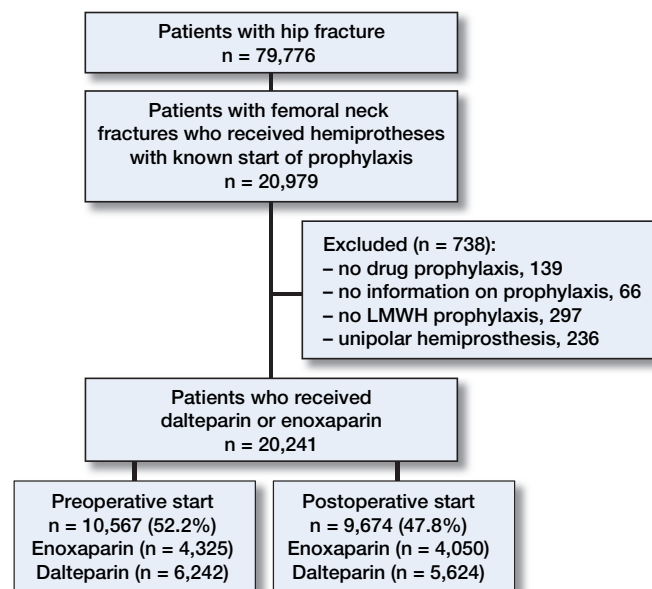 Patients with hip fracture
n = 79,776
Patients with femoral neck
fractures who received hemiprotheses
with known start of prophylaxis
n = 20,979
Excluded (n = 738):
– no drug prophylaxis, 139
– no information on prophylaxis, 66
– no LMWH prophylaxis, 297
– unipolar hemiprosthesis, 236
Patients who received
dalteparin or enoxaparin
n = 20,241
Preoperative start
n = 10,567 (52.2%)
Enoxaparin (n = 4,325)
Dalteparin (n = 6,242)
Postoperative start
n = 9,674 (47.8%)
Enoxaparin (n = 4,050)
Dalteparin (n = 5,624)